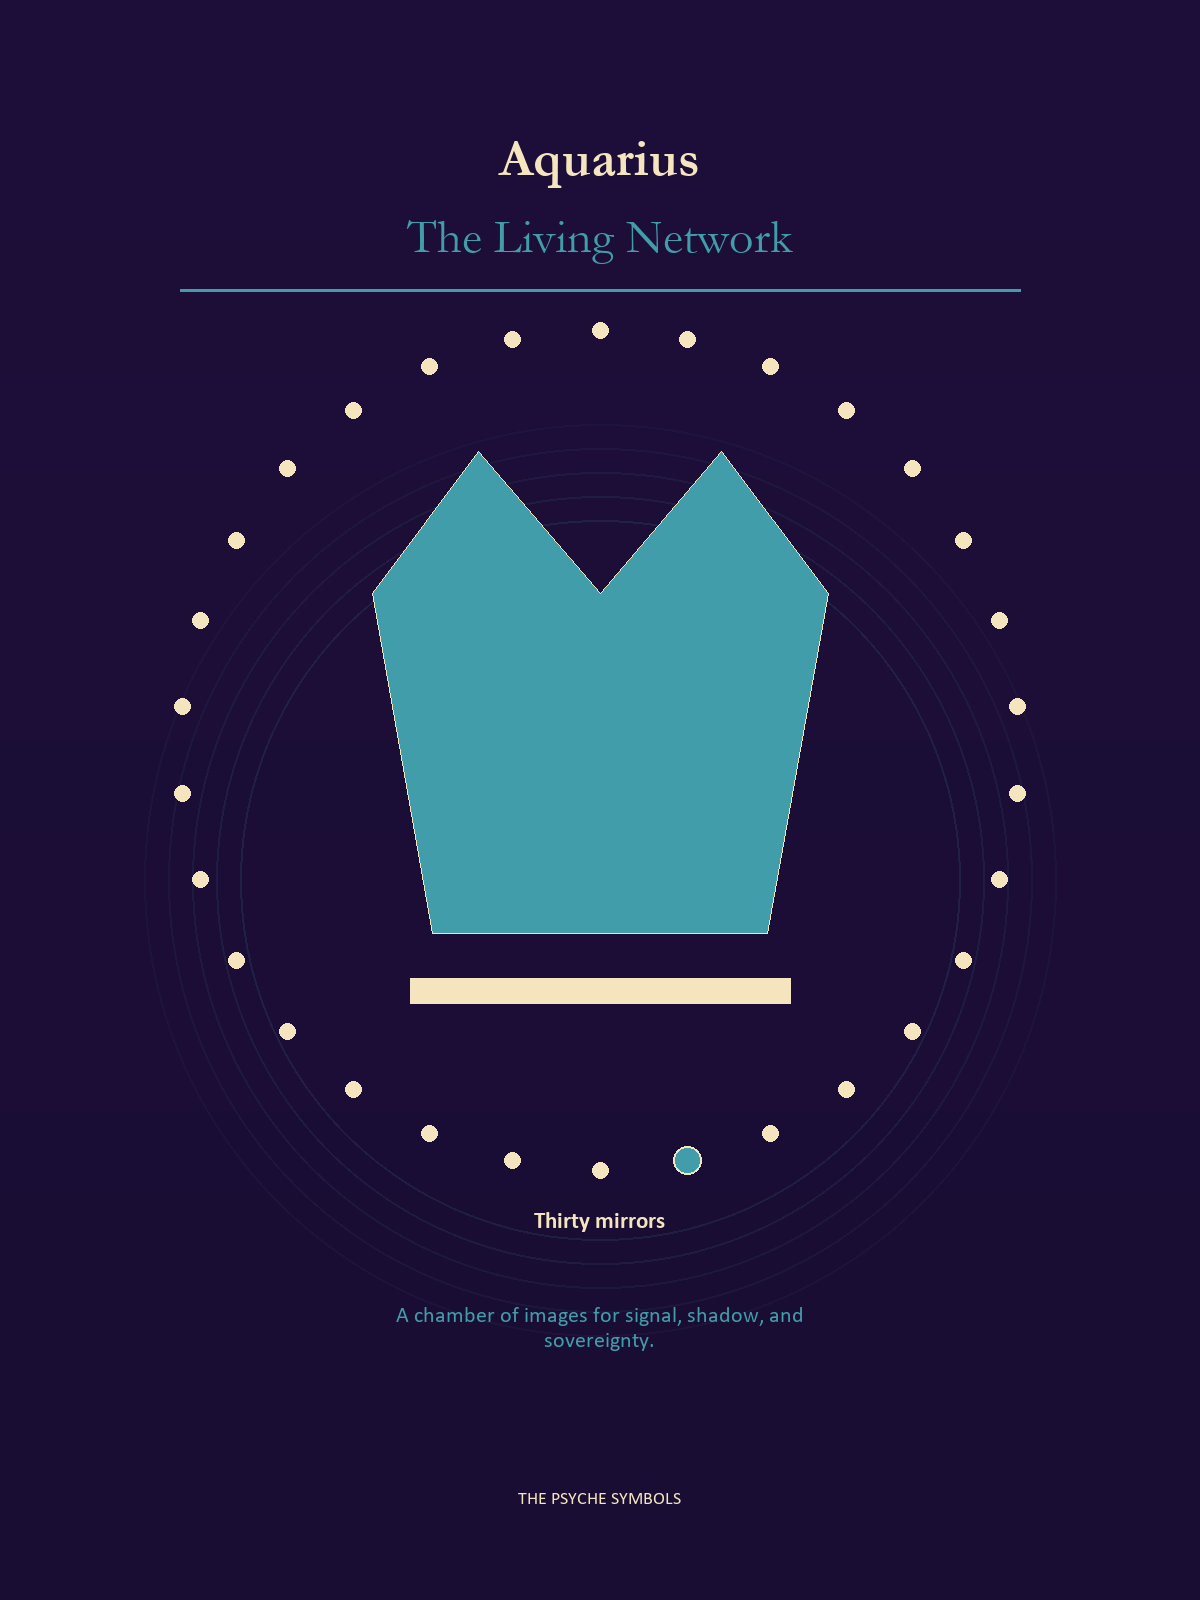 Aquarius
The Living Network
Thirty mirrors
A chamber of images for signal, shadow, and
sovereignty.
THE PSYCHE SYMBOLS